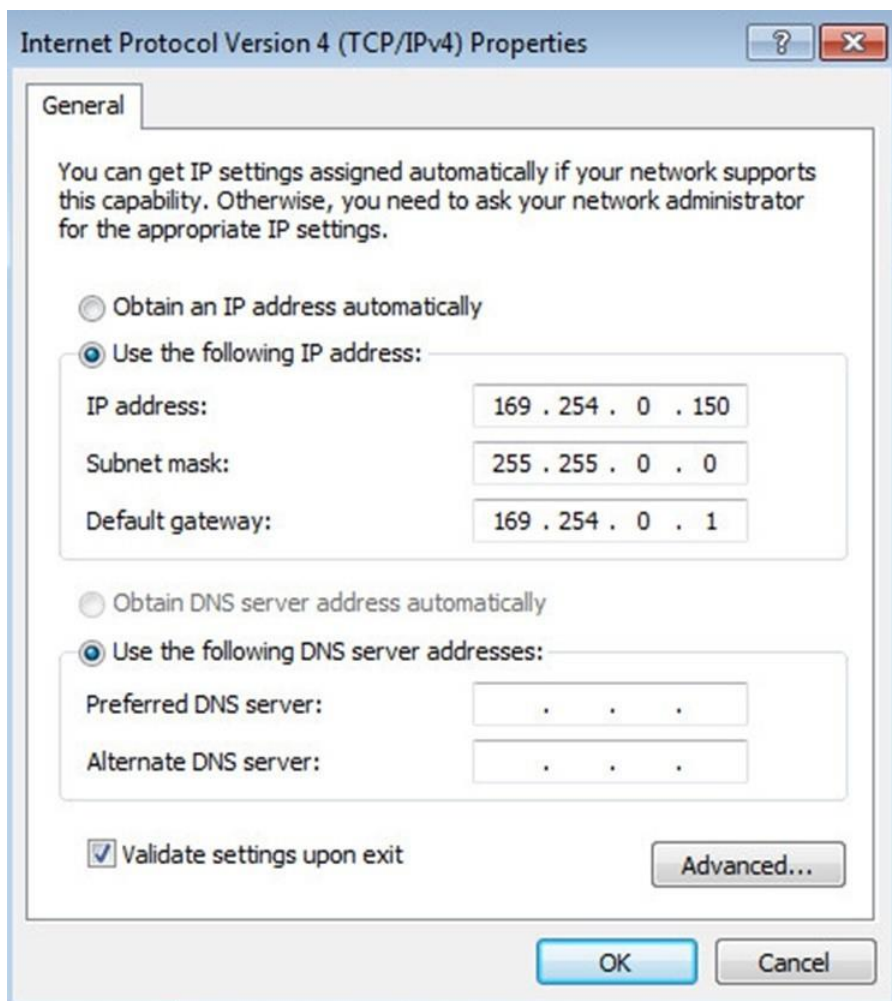 Internet Protocol Version 4 (TCP/IPv4) Properties
?
General
You can get IP settings assigned automatically if your network supports
this capability. Otherwise, you need to ask your network administrator
for the appropriate IP settings.
Obtain an IP address automatically
Use the following IP address:
IP address: 169 . 254 . 0 . 150
Subnet mask: 255 . 255 . 0 . 0
Default gateway: 169 . 254 . 0 . 1
Obtain DNS server address automatically
Use the following DNS server addresses:
Preferred DNS server: . . .
Alternate DNS server: . . .
Validate settings upon exit
Advanced...
OK Cancel